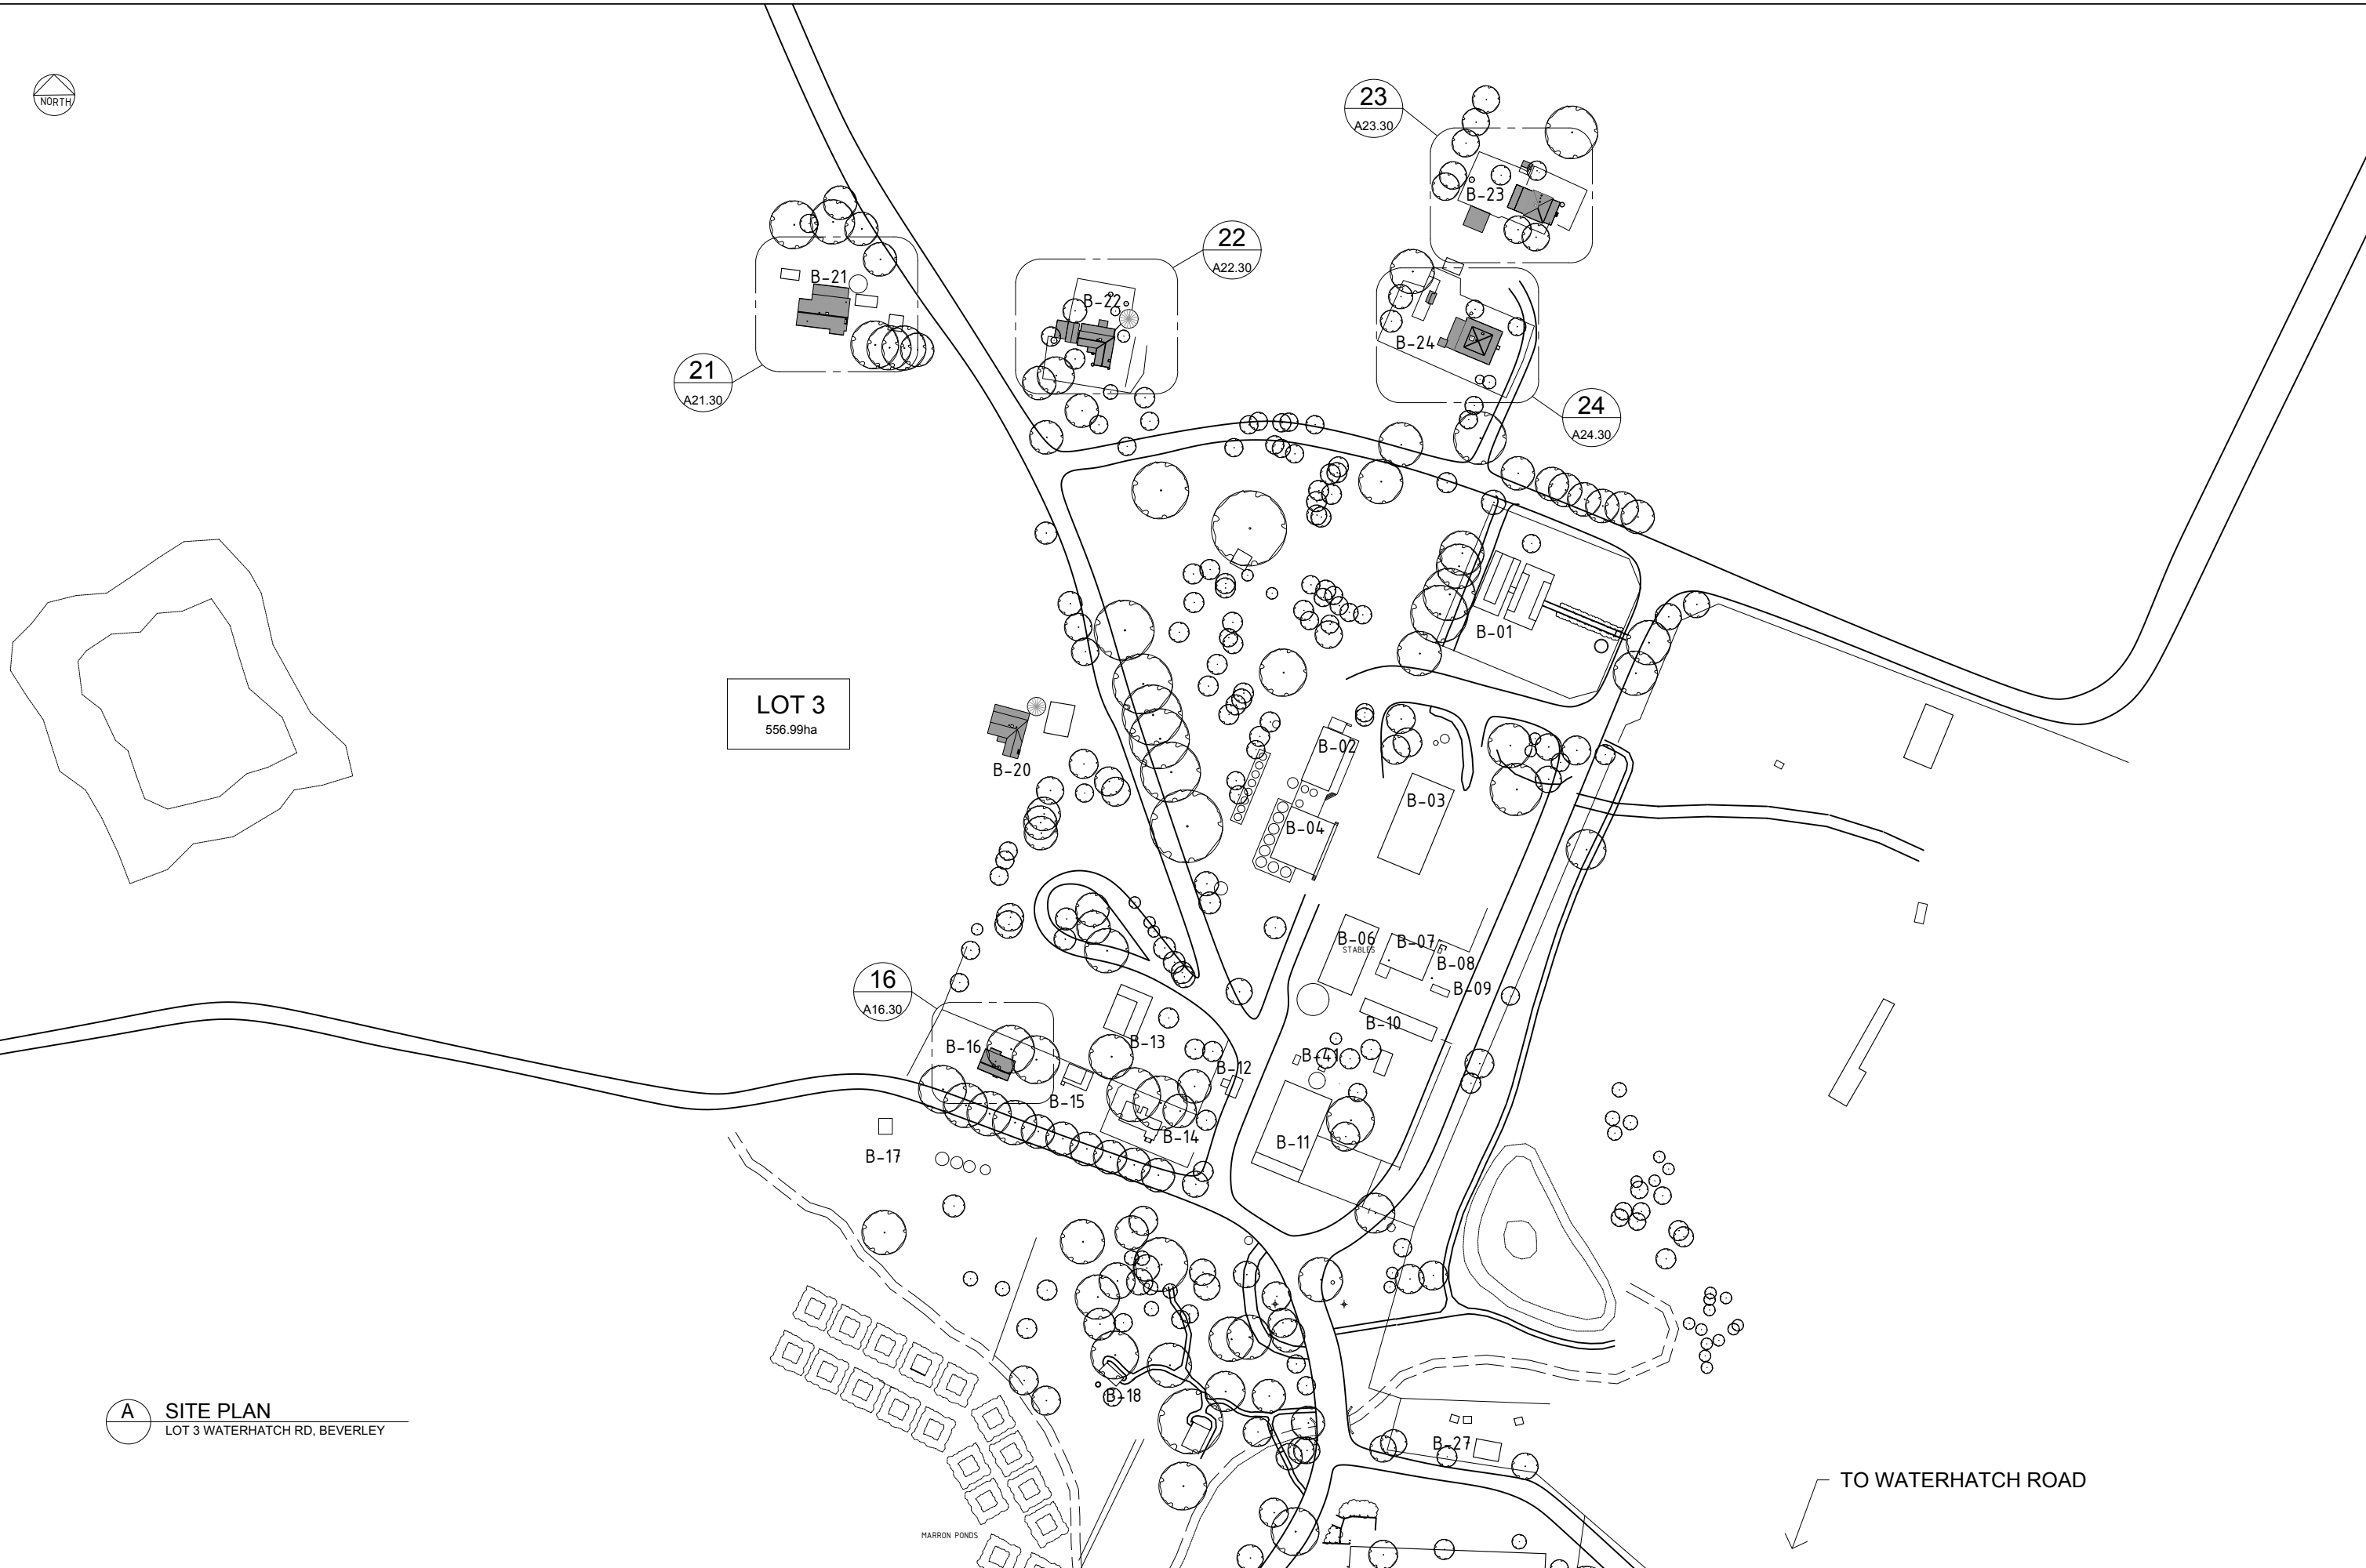 NORTH
23
A23.30
B-23
22
A22.30
B-21
B-22
B-24
21
A21.30
24
A24.30
B-01
LOT 3
556.99ha
B-02
B-20
B-03
B-04
B-06
STABLES
B-07
B-08
B-09
16
A16.30
B-10
B-13
B-16
B-41
B-12
B-15
B-14
B-11
B-17
B-18
A
SITE PLAN
LOT 3 WATERHATCH RD, BEVERLEY
B-27
TO WATERHATCH ROAD
MARRON PONDS